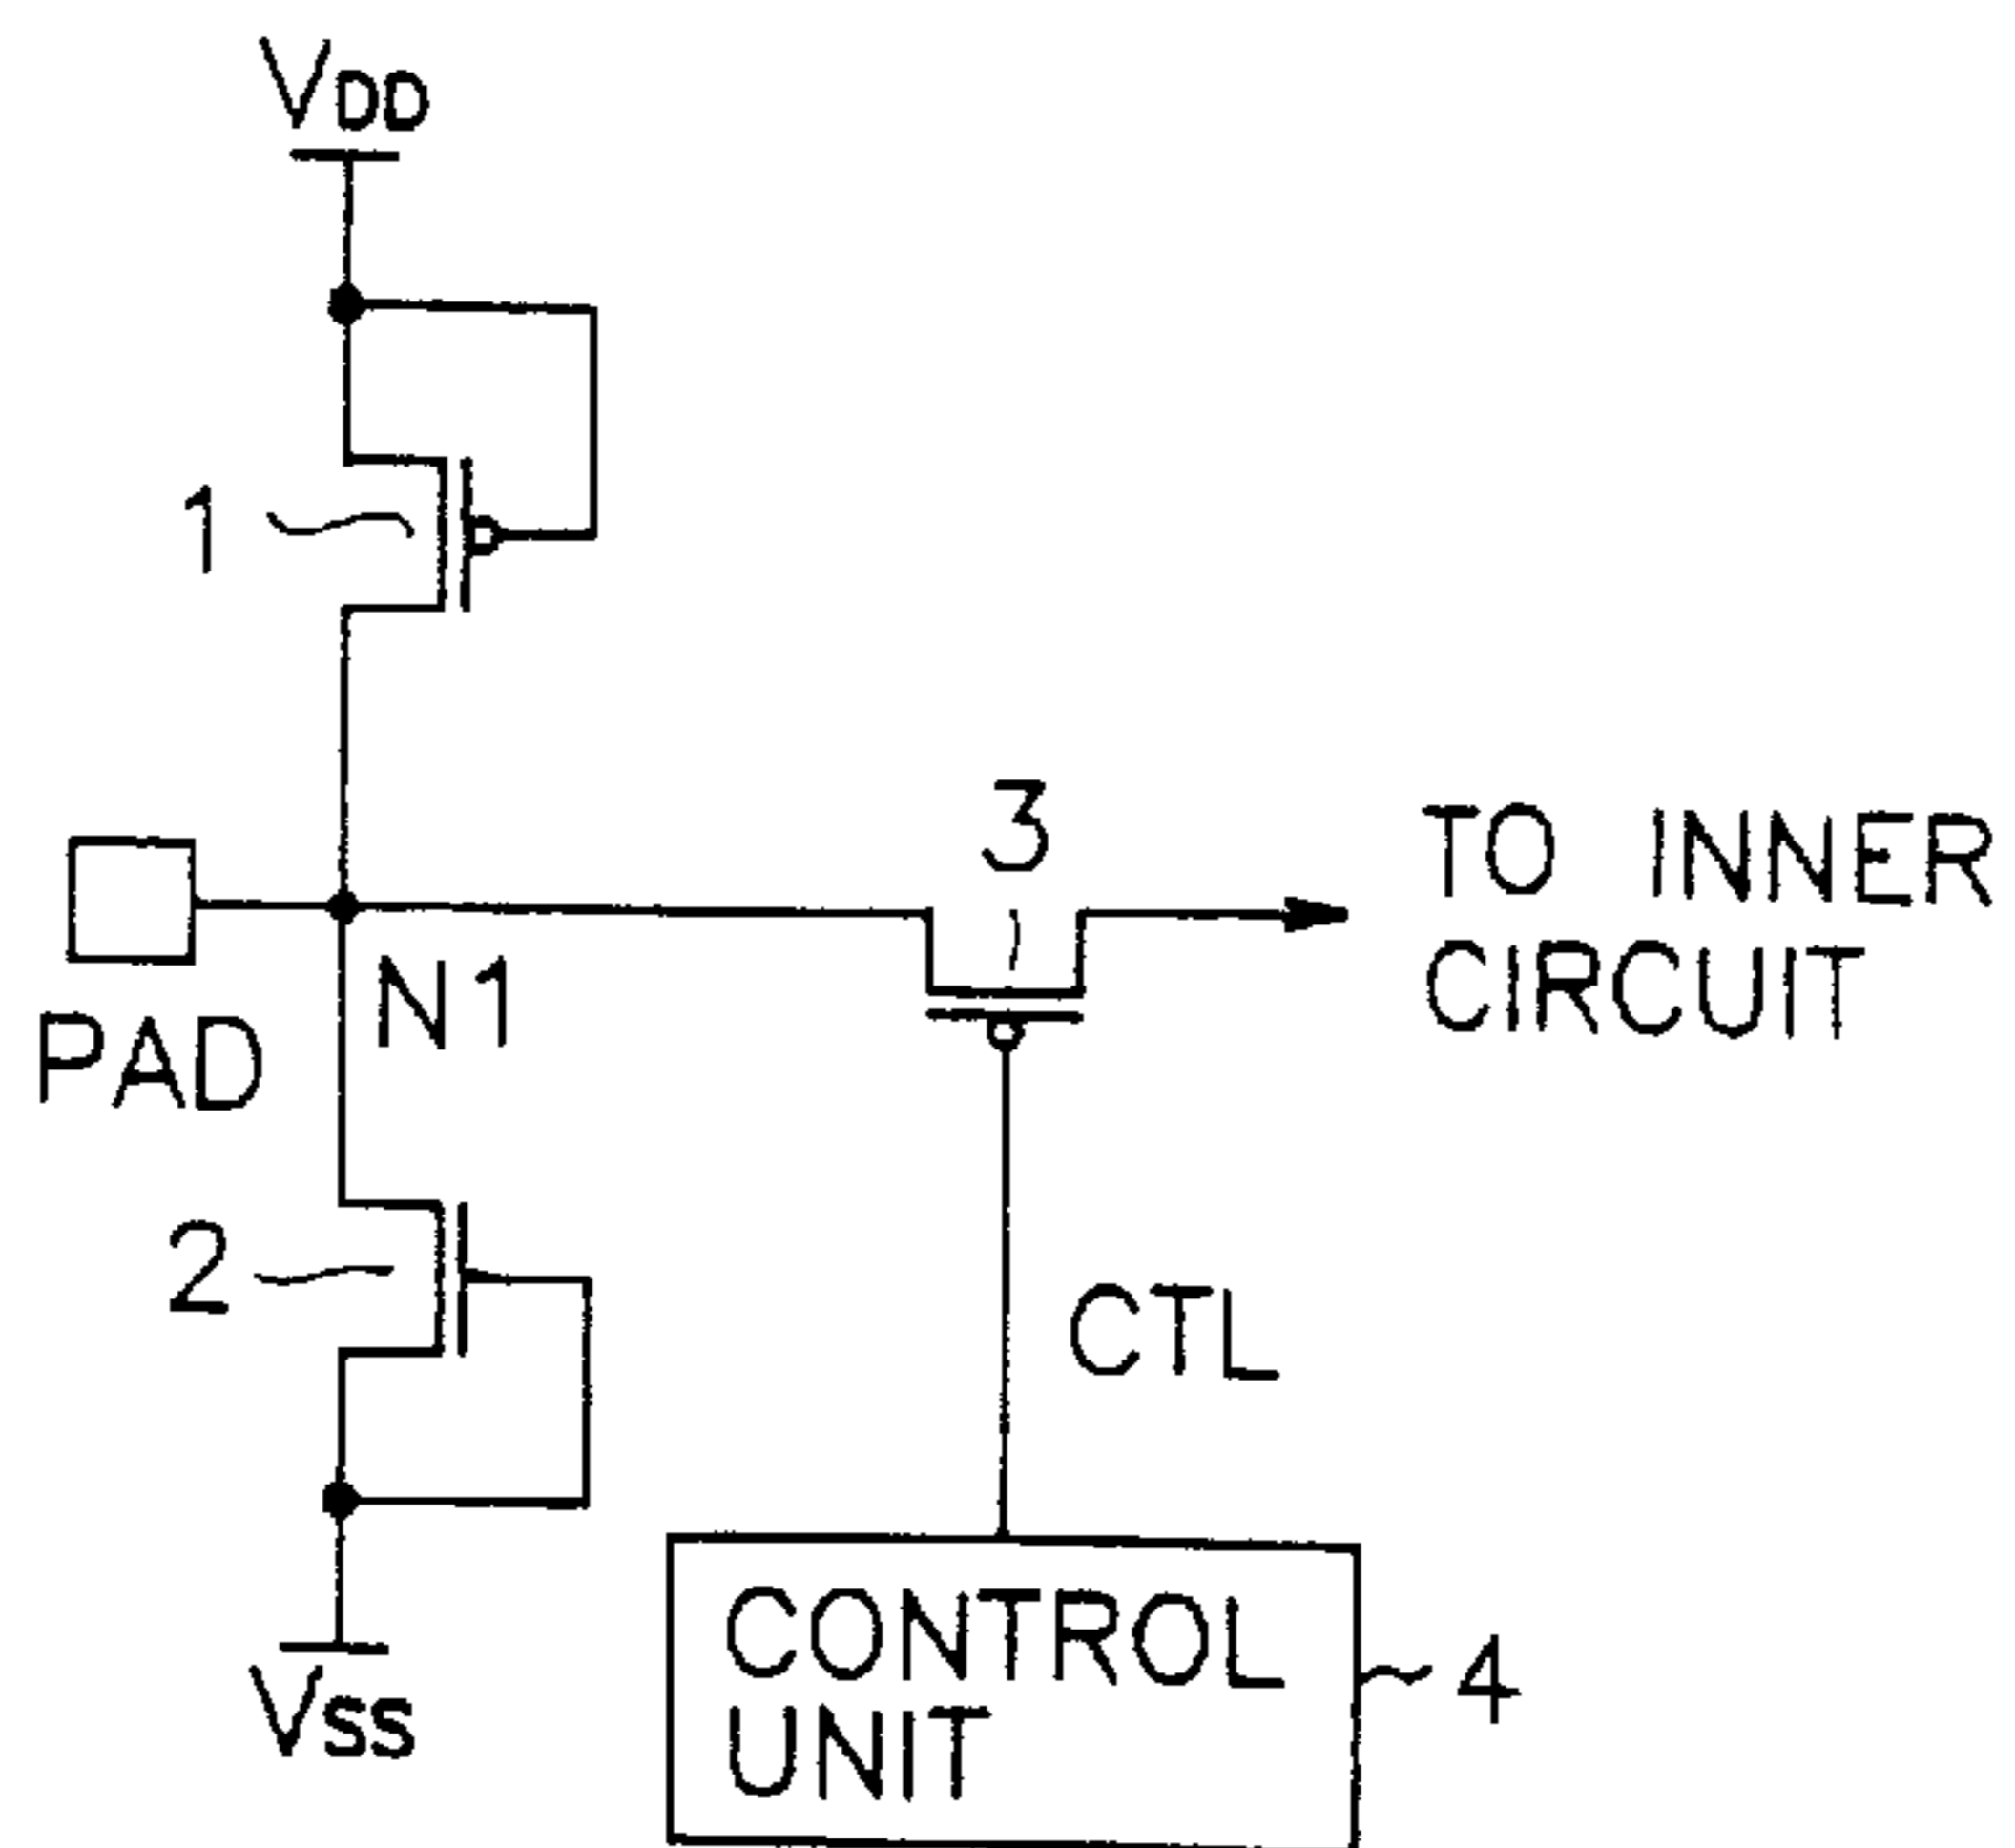 VDD
1
3
TO INNER
CIRCUIT
N1
PAD
2
CTL
CONTROL
UNIT
4
VSS